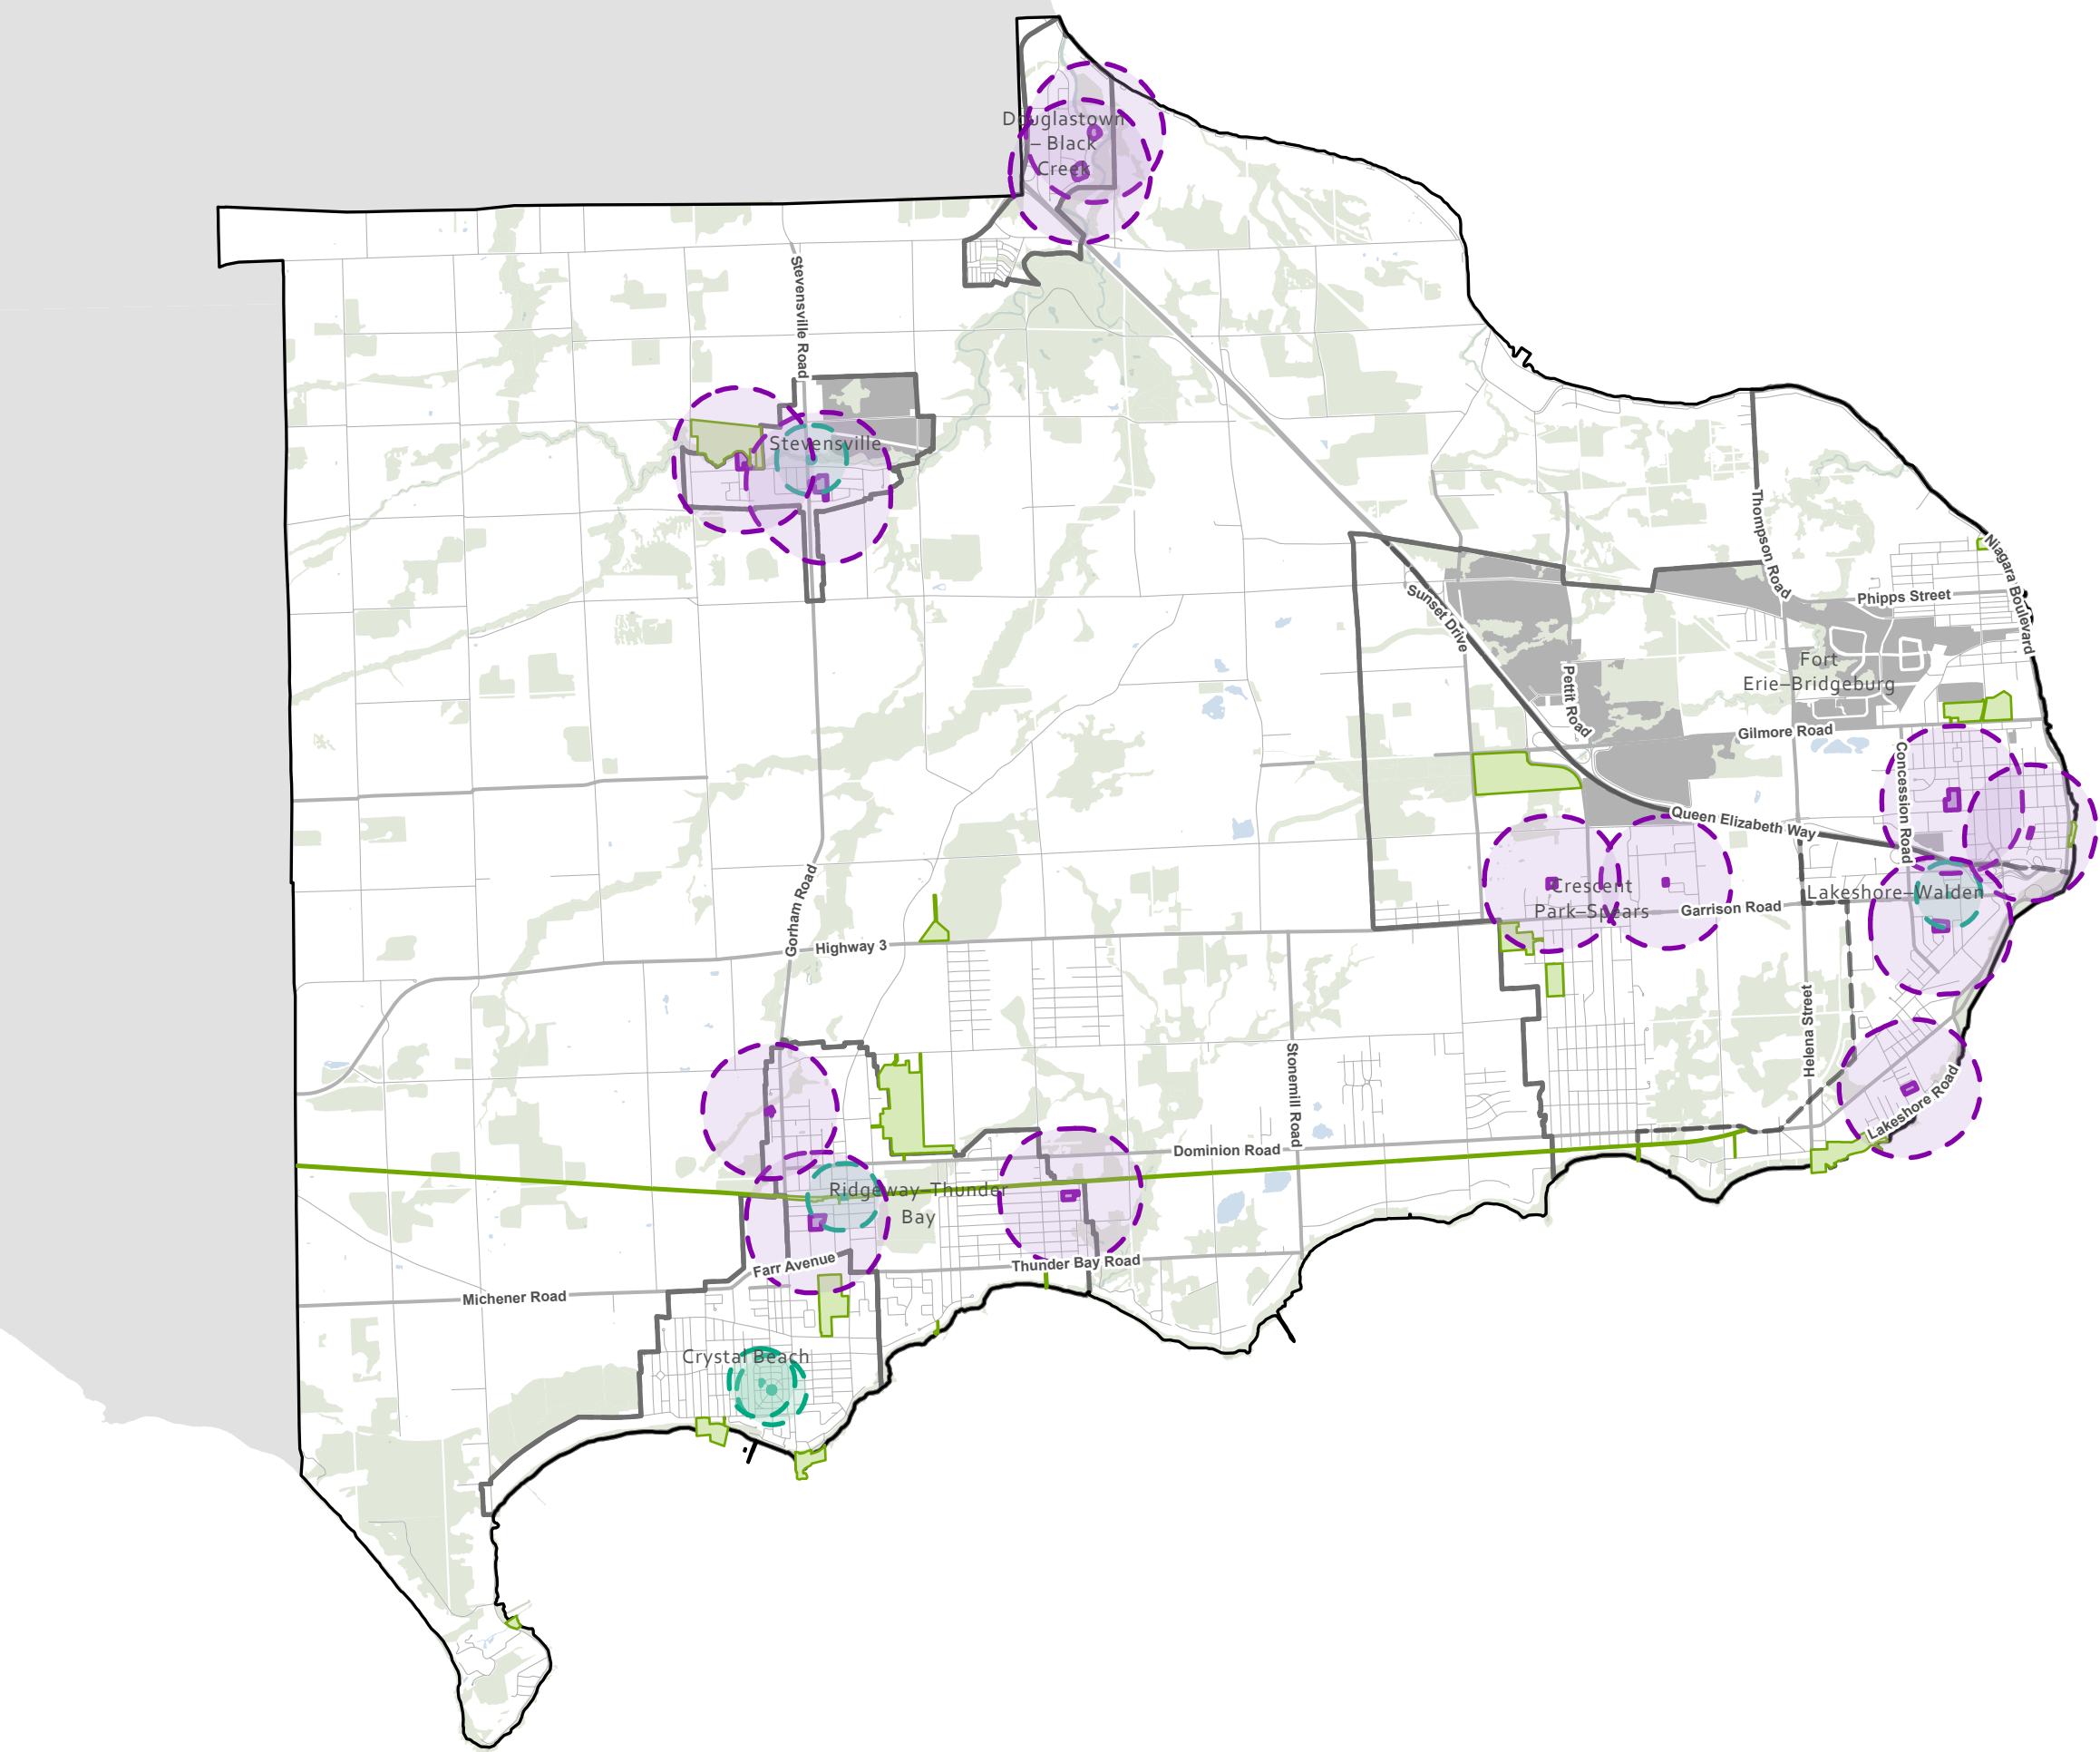 Douglastown
– Black
Creek
Stevensville Road
Stevensville
Thompson Road
Niagara Boulevard
Phipps Street
Sunset Drive
Pettit Road
Fort
Erie–Bridgeburg
Gilmore Road
Concession Road
Queen Elizabeth Way
Crescent
Park–Spears
Lakeshore–Walden
Garrison Road
Gorham Road
Highway 3
Helena Street
Stonemill Road
Lakeshore Road
Dominion Road
Ridgeway–Thunder
Bay
Farr Avenue
Thunder Bay Road
Michener Road
Crystal Beach